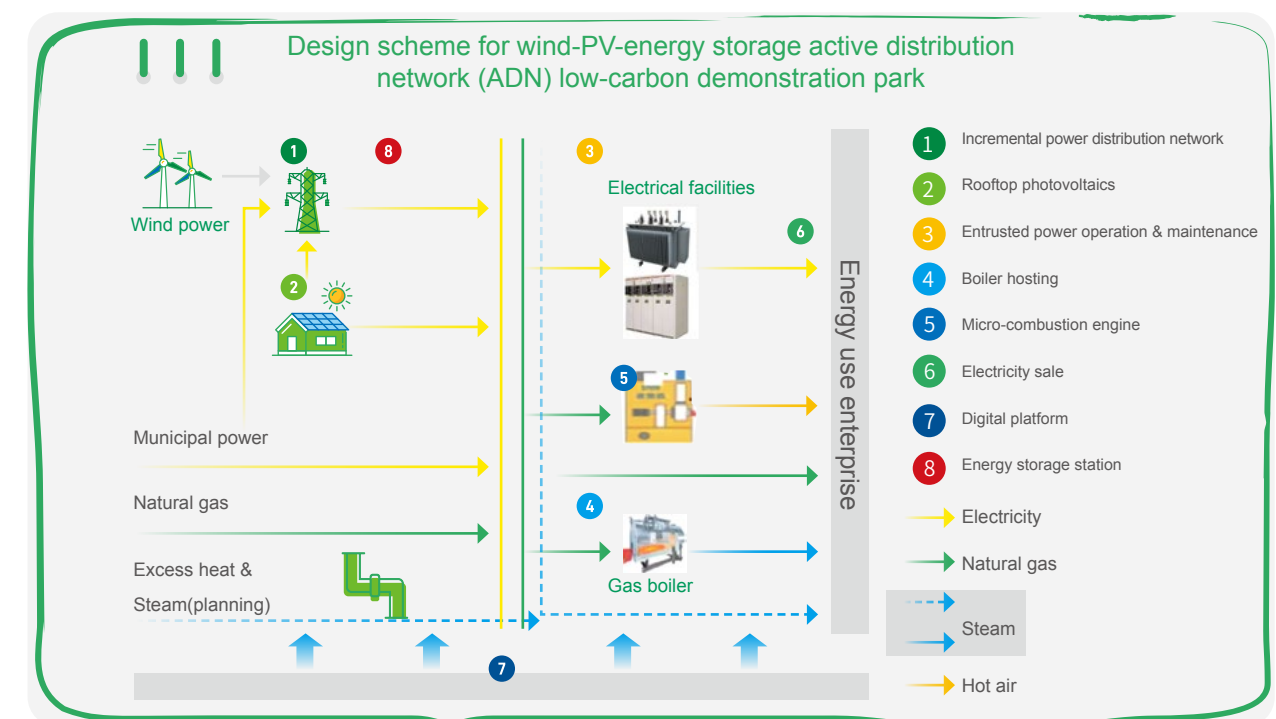 Design scheme for wind-PV-energy storage active distribution
network (ADN) low-carbon demonstration park
1
8
3
Electrical facilities
Wind power
6
2
5
Municipal power
Natural gas
4
Excess heat &
Steam(planning)
Gas boiler
7
Energy use enterprise
1 Incremental power distribution network
2 Rooftop photovoltaics
3 Entrusted power operation & maintenance
4 Boiler hosting
5 Micro-combustion engine
6 Electricity sale
7 Digital platform
8 Energy storage station
Electricity
Natural gas
Steam
Hot air